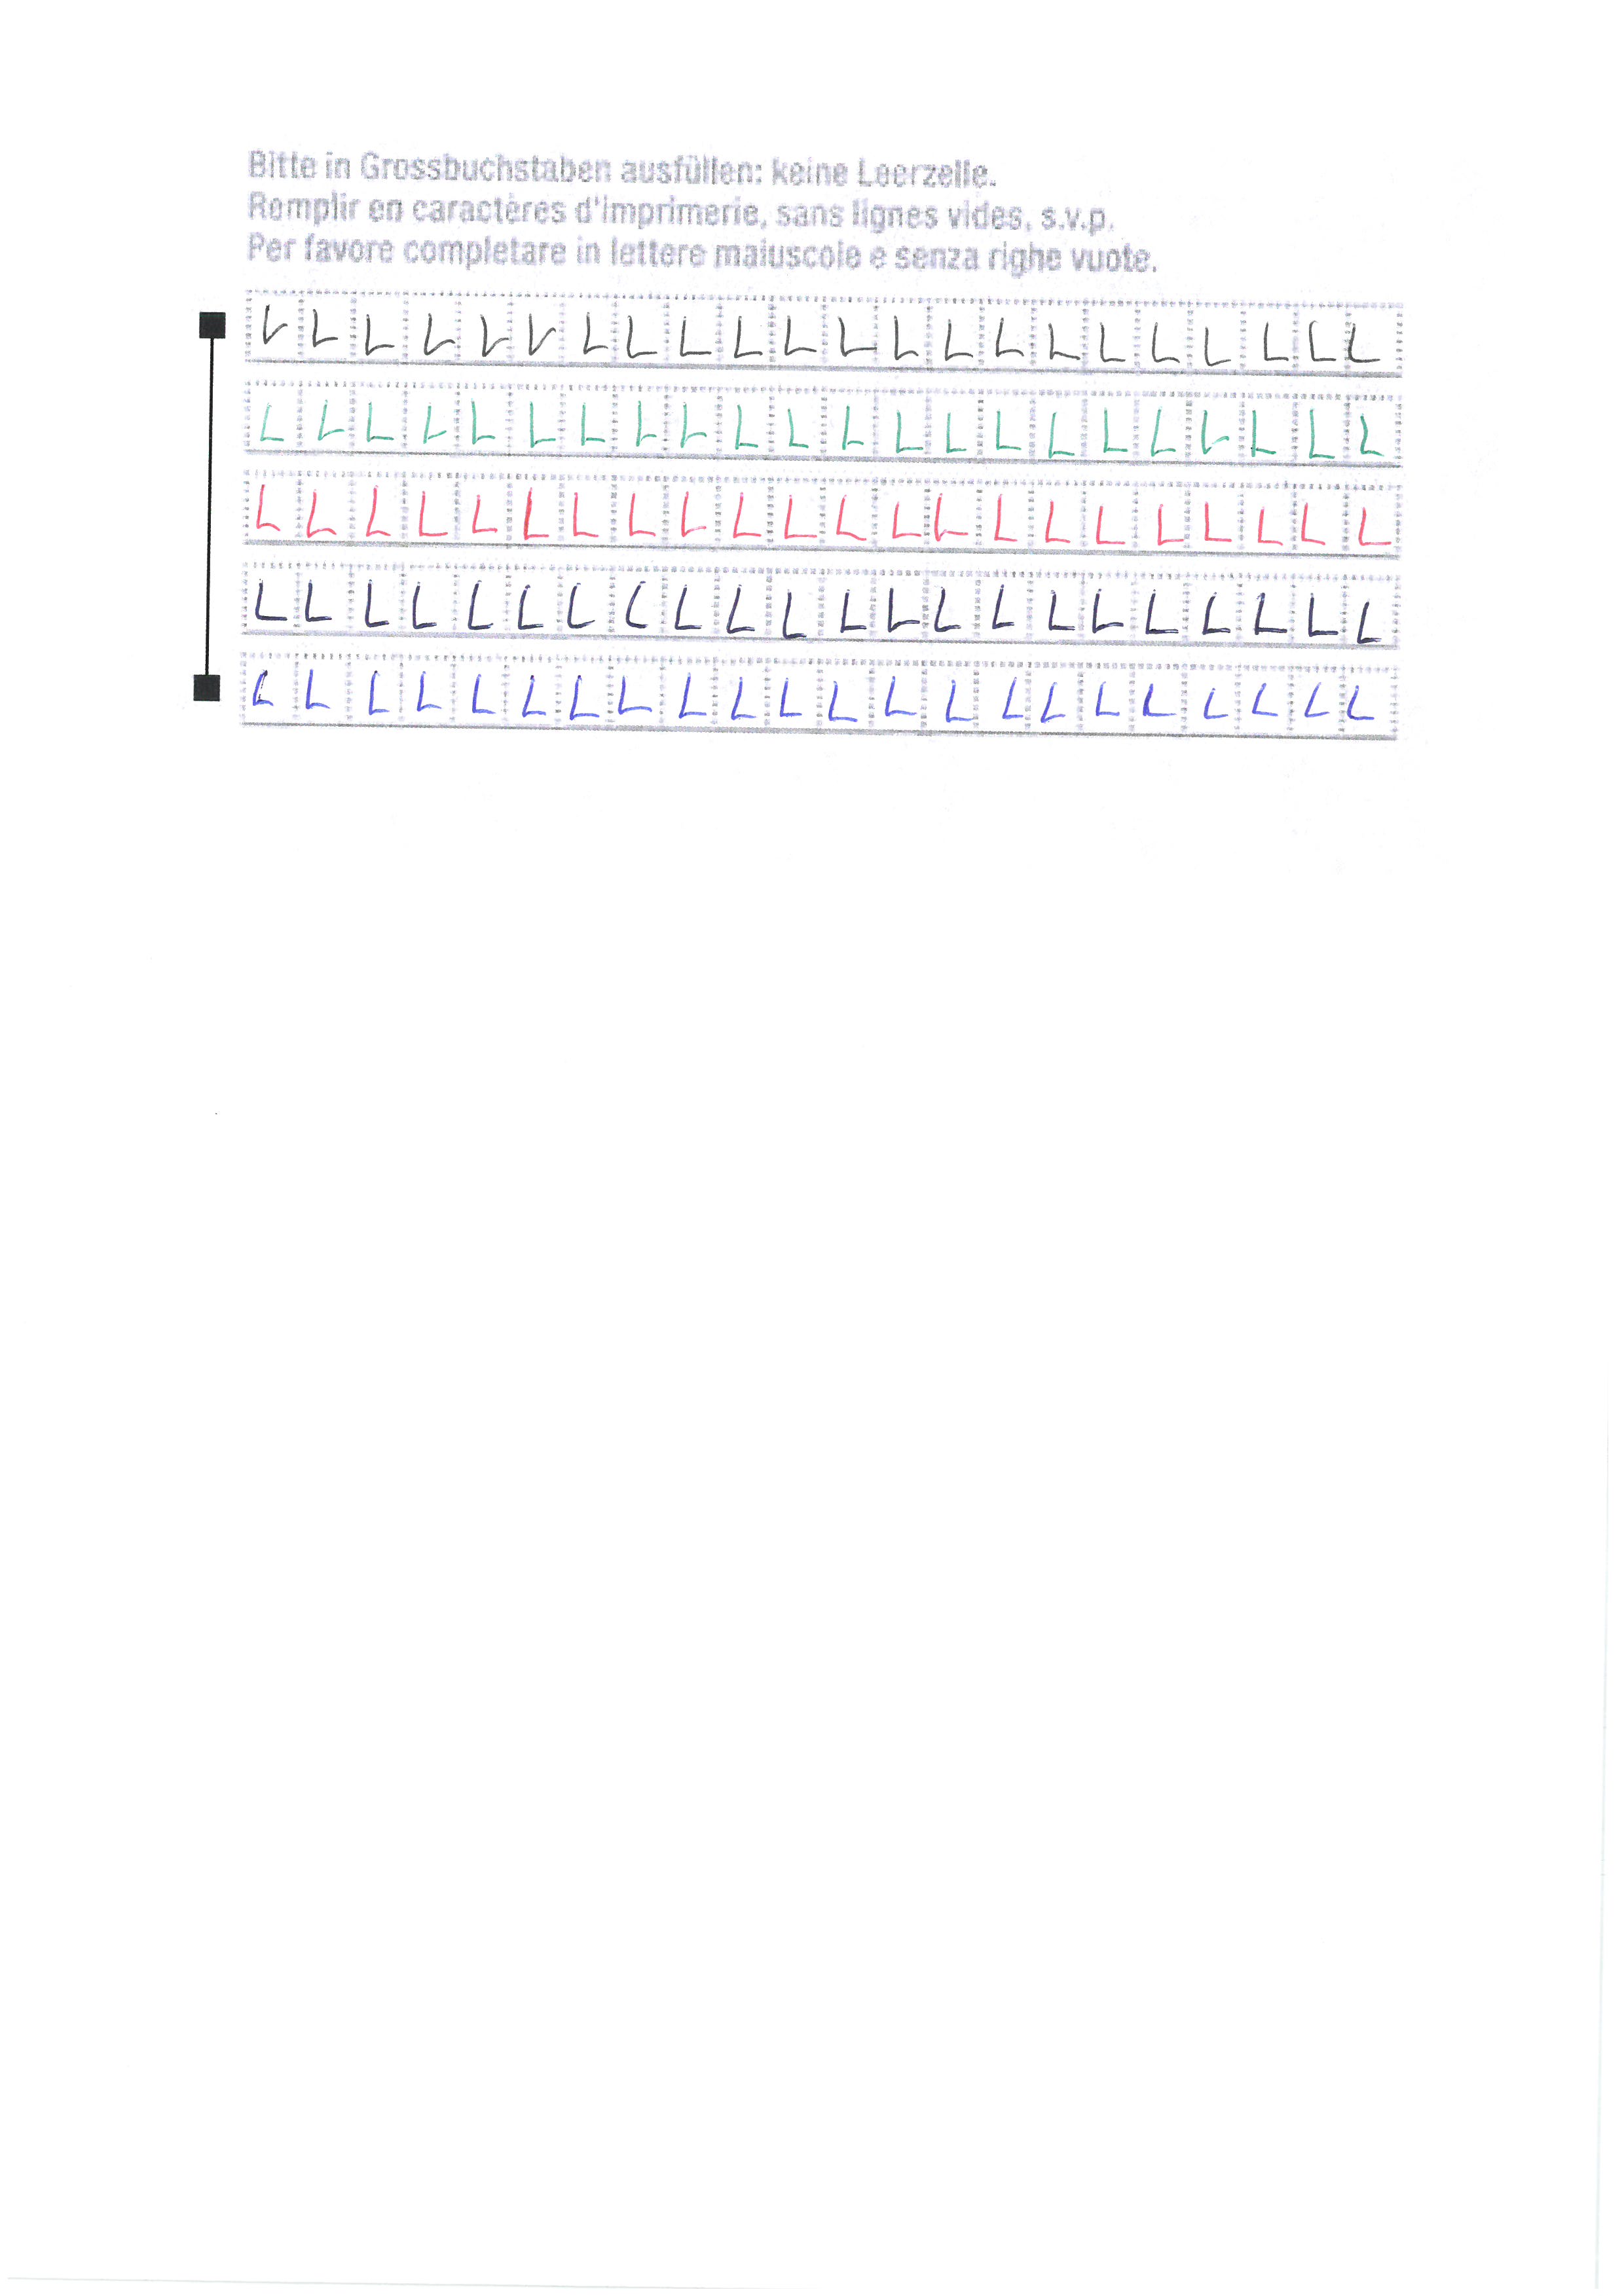 Bitte in Grossbuchstaben ausfüllen: keine Leerzeile.
Remplir en caractères d'imprimerie, sans lignes vides, s.v.p.
Per favore completare in lettere maiuscole e senza righe vuote.
LLLLLLLLLLLLLLLLLLLLLL
LLLLLLLLLLLLLLLLLLLLLL
LLLLLLLLLLLLLLLLLLLLLL
LLLLLLLLLLLLLLLLLLLLLL
LLLLLLLLLLLLLLLLLLLLLL